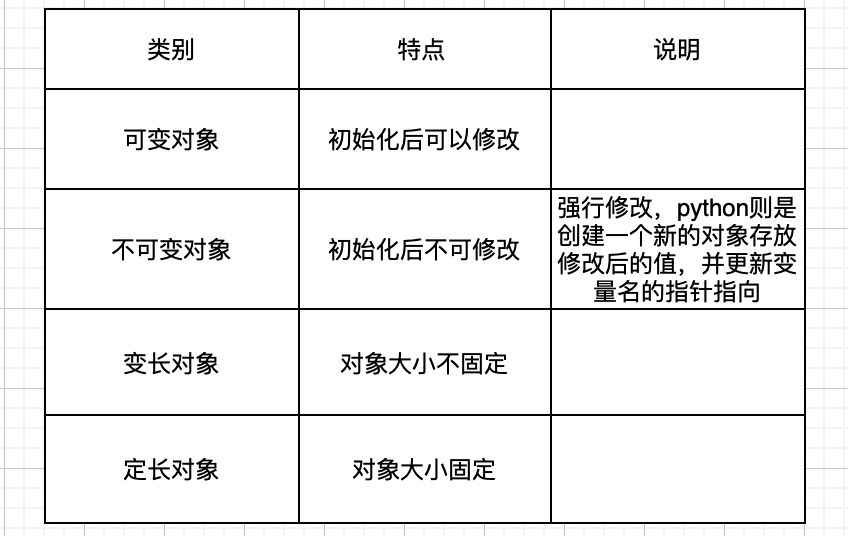 类别 特点 说明
可变对象 初始化后可以修改
不可变对象 初始化后不可修改 强行修改，python则是
创建一个新的对象存放
修改后的值，并更新变
量名的指针指向
变长对象 对象大小不固定
定长对象 对象大小固定